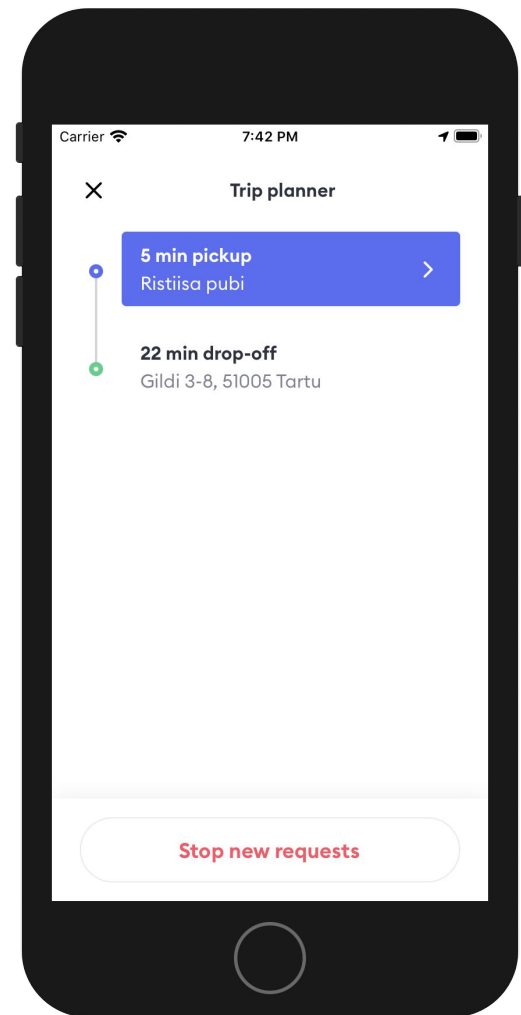 Carrier 7:42 PM
Trip planner
5 min pickup
Ristiisa pubi
22 min drop-off
Gildi 3-8, 51005 Tartu
Stop new requests